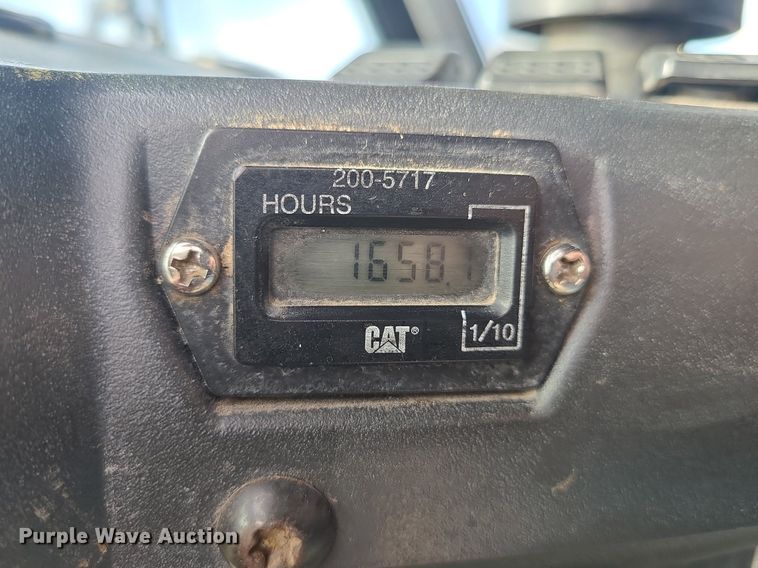 200-5717
HOURS
1658.1
CAT®
1/10
Purple Wave Auction